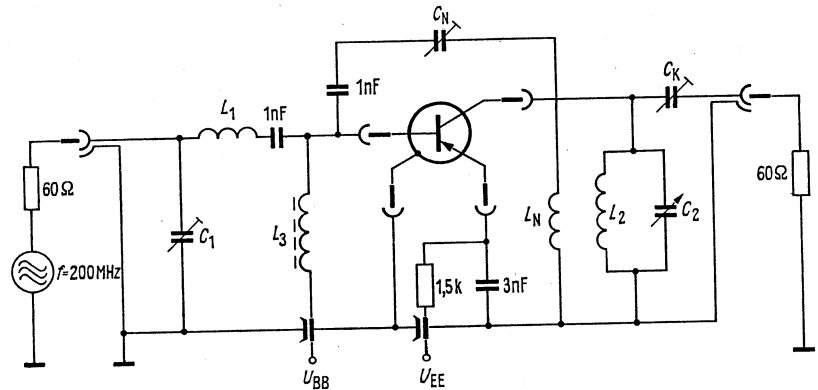 C_N
C_K
L_1
1nF
1nF
60Ω
60Ω
C_1
L_3
L_N
L_2
C_2
f=200MHz
1,5k
3nF
U_BB
U_EE